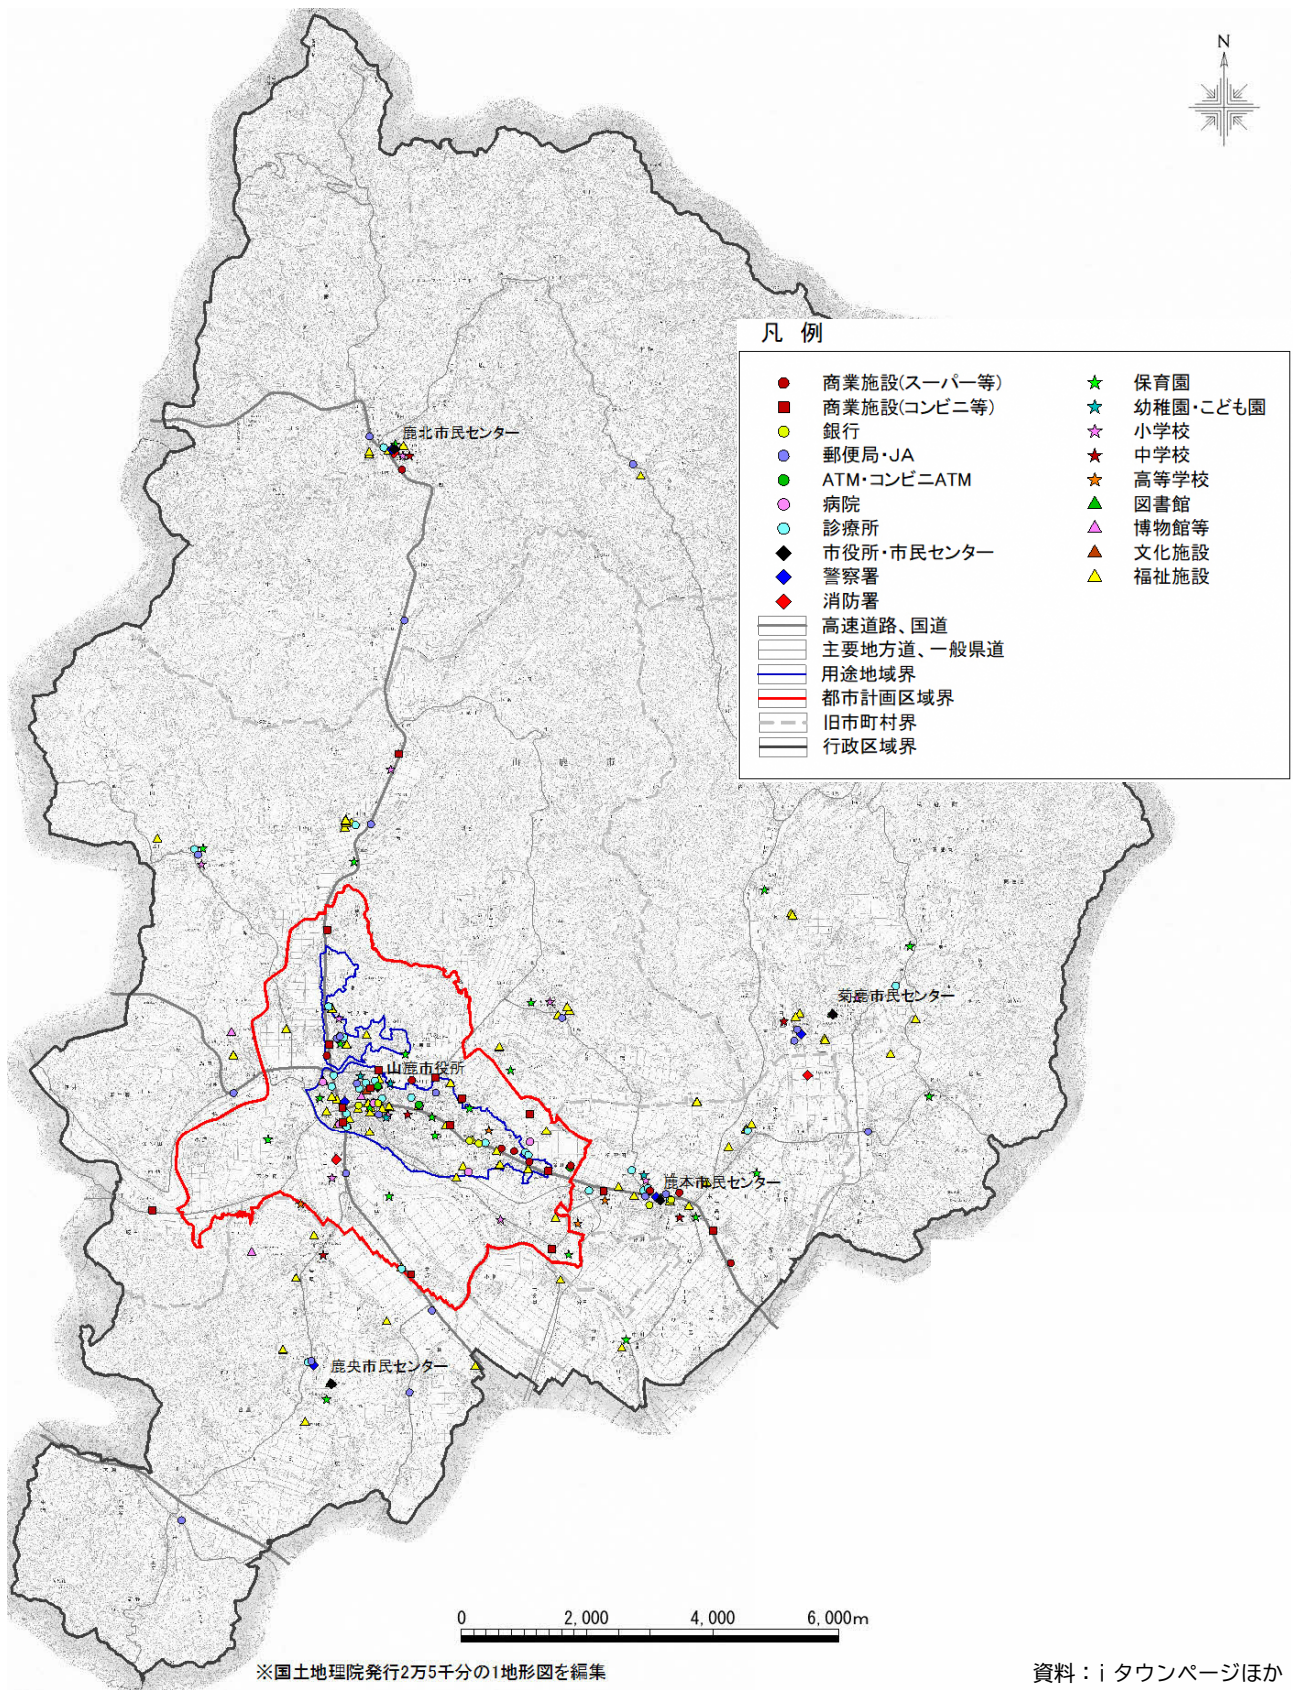 N
凡 例
商業施設(スーパー等)
商業施設(コンビニ等)
銀行
郵便局・JA
ATM・コンビニATM
病院
診療所
市役所・市民センター
警察署
消防署
高速道路、国道
主要地方道、一般県道
用途地域界
都市計画区域界
旧市町村界
行政区域界
保育園
幼稚園・こども園
小学校
中学校
高等学校
図書館
博物館等
文化施設
福祉施設
鹿北市民センター
山鹿市
菊鹿市民センター
山鹿市役所
鹿本市民センター
鹿央市民センター
0 2,000 4,000 6,000m
※国土地理院発行2万5千分の1地形図を編集
資料：i タウンページほか